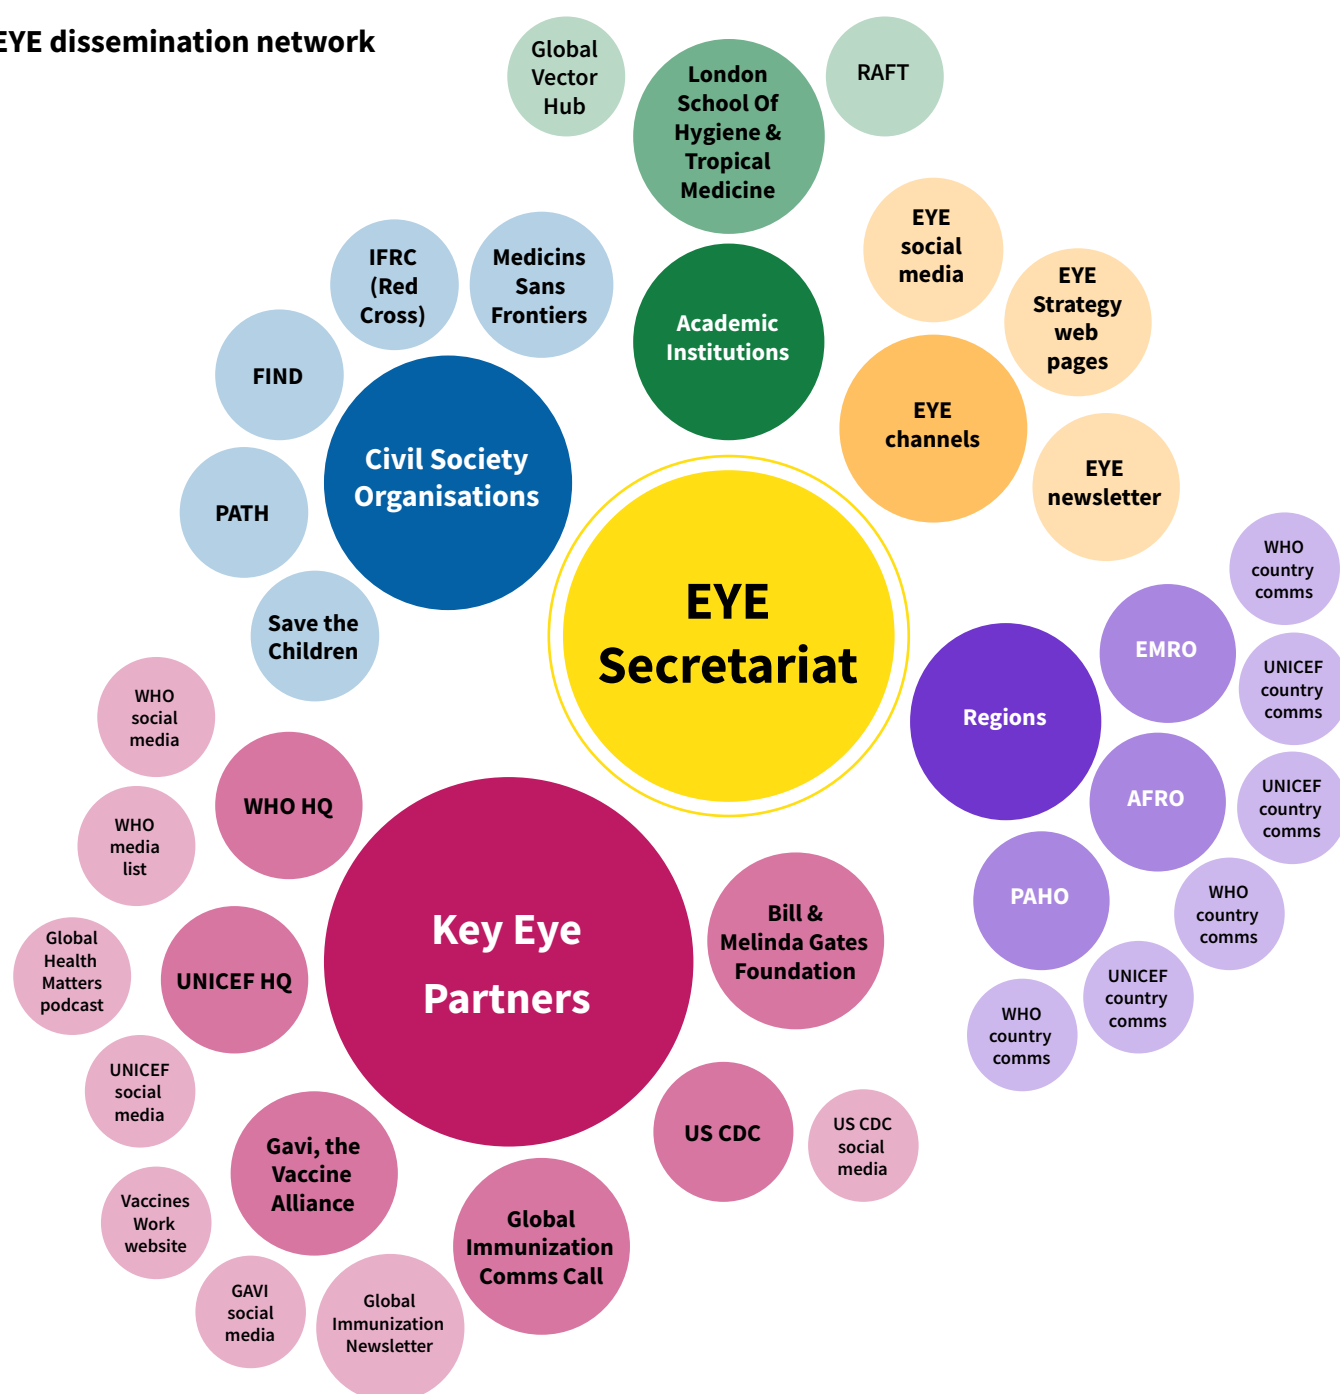 EYE dissemination network
Global
Vector
Hub
London
School Of
Hygiene &
Tropical
Medicine
RAFT
Academic
Institutions
EYE
social
media
EYE
Strategy
web
pages
EYE
channels
EYE
newsletter
IFRC
(Red
Cross)
Medicins
Sans
Frontiers
FIND
Civil Society
Organisations
PATH
Save the
Children
EYE
Secretariat
Regions
EMRO
WHO
country
comms
UNICEF
country
comms
AFRO
UNICEF
country
comms
WHO
country
comms
PAHO
UNICEF
country
comms
WHO
country
comms
Key Eye
Partners
WHO
social
media
WHO HQ
WHO
media
list
Global
Health
Matters
podcast
UNICEF HQ
UNICEF
social
media
Gavi, the
Vaccine
Alliance
Vaccines
Work
website
GAVI
social
media
Global
Immunization
Newsletter
Global
Immunization
Comms Call
US CDC
US CDC
social
media
Bill &
Melinda Gates
Foundation